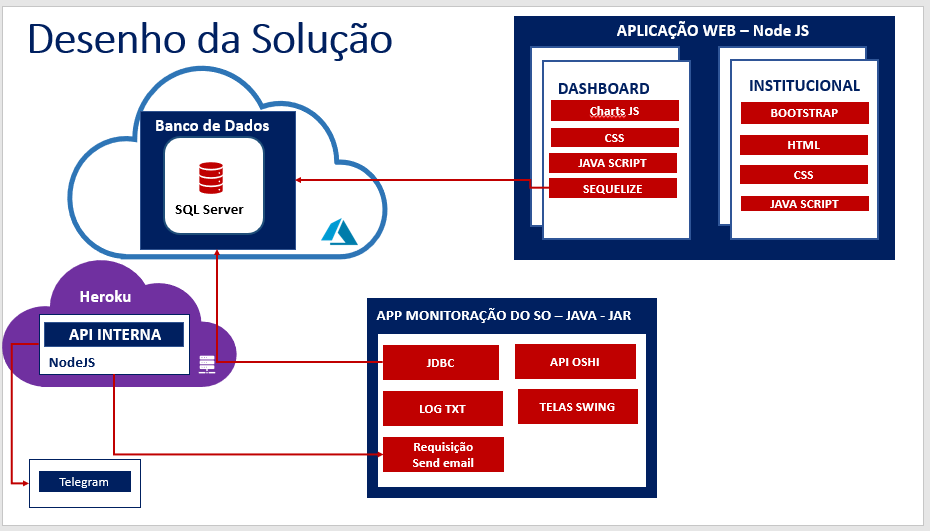 Desenho da Solução
Banco de Dados
SQL Server
Heroku
API INTERNA
NodeJS
Telegram
APLICAÇÃO WEB – Node JS
DASHBOARD
Charts JS
CSS
JAVA SCRIPT
SEQUELIZE
INSTITUCIONAL
BOOTSTRAP
HTML
CSS
JAVA SCRIPT
APP MONITORAÇÃO DO SO – JAVA - JAR
JDBC
API OSHI
LOG TXT
TELAS SWING
Requisição
Send email